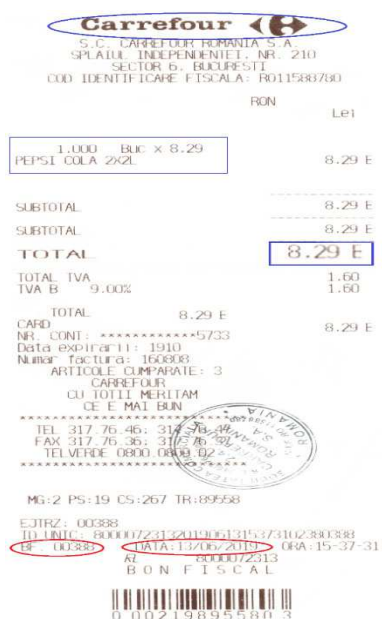 Carrefour
S.C. CARREFOUR ROMANIA S.A.
SPLAIUL INDEPENDENTEI, NR. 210
SECTOR 6, BUCURESTI
COD IDENTIFICARE FISCALA: RO11588780
RON
Lei
1.000 Buc x 8.29
PEPSI COLA 2X2L 8.29 E
SUBTOTAL 8.29 E
SUBTOTAL 8.29 E
TOTAL 8.29 E
TOTAL TVA 1.60
TVA B 9.00% 1.60
TOTAL 8.29 E
CARD 8.29 E
NR. CONT: ************5733
Data expirarii: 1910
Numar factura: 160808
ARTICOLE CUMPARATE: 3
CARREFOUR
CU TOTII MERITAM
CE E MAI BUN
TEL 317.76.46;
FAX 317.76.36;
TELVERDE 0800.0800.02
ROMANIA
MG:2 PS:19 CS:267 TR:89558
EJTRZ: 00388
ID UNIC:
BF. 00388 DATA:13/06/2019 ORA:15-37-31
8000072313
BON FISCAL
0 00219895580 3